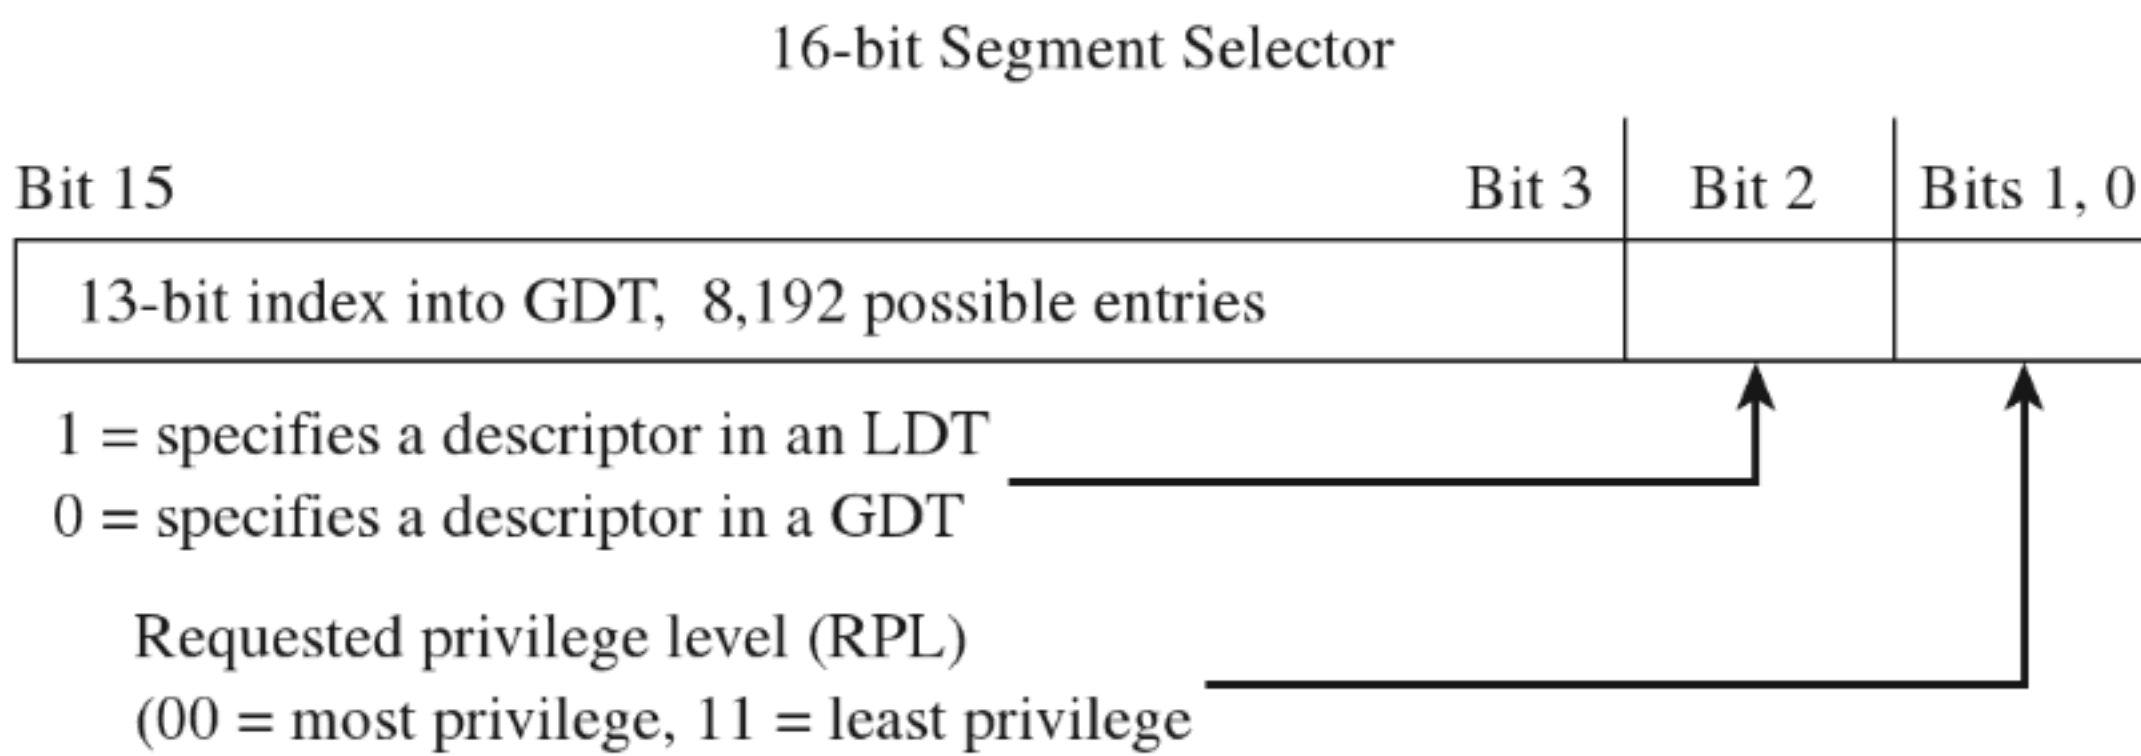 16-bit Segment Selector
Bit 15 Bit 3 Bit 2 Bits 1, 0
13-bit index into GDT, 8,192 possible entries
1 = specifies a descriptor in an LDT
0 = specifies a descriptor in a GDT
Requested privilege level (RPL)
(00 = most privilege, 11 = least privilege